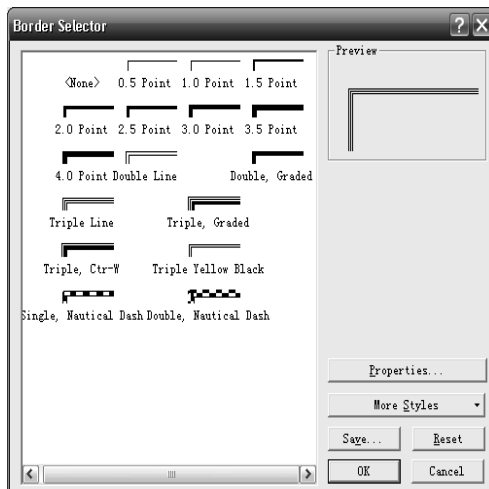 Border Selector
Preview
<None> 0.5 Point 1.0 Point 1.5 Point
2.0 Point 2.5 Point 3.0 Point 3.5 Point
4.0 Point Double Line Double, Graded
Triple Line Triple, Graded
Triple, Ctr-W Triple Yellow Black
Single, Nautical Dash Double, Nautical Dash
Properties...
More Styles
Save... Reset
OK Cancel